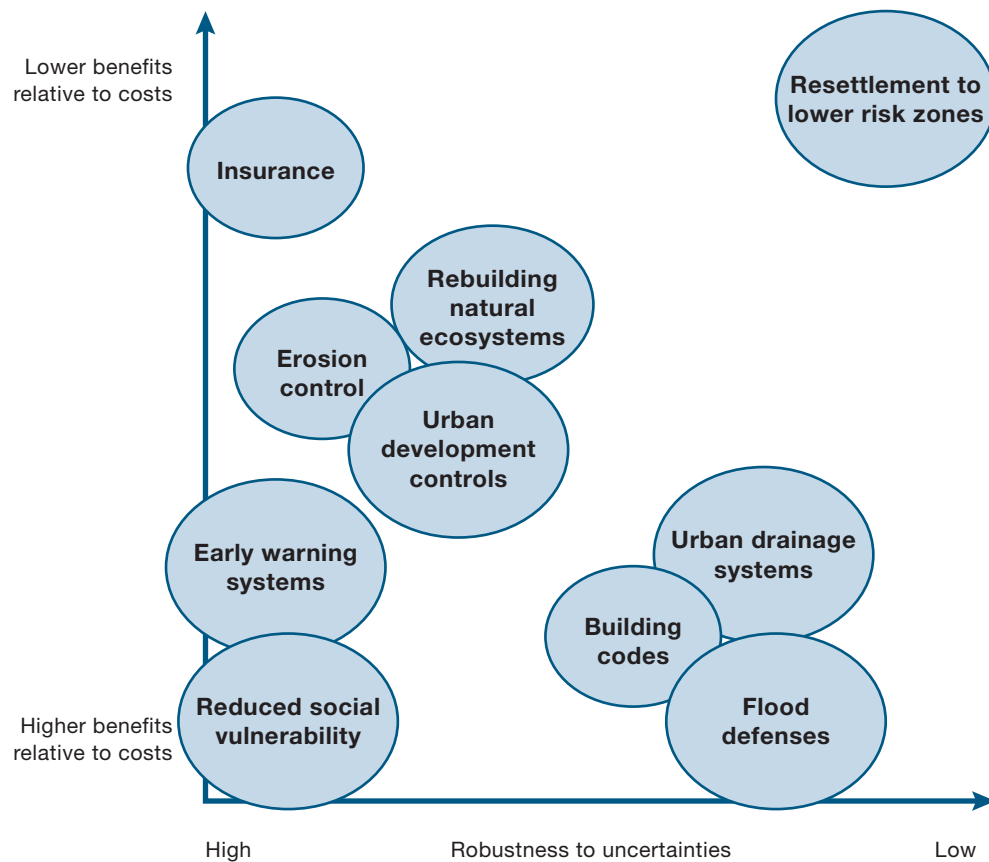 Lower benefits
relative to costs
Resettlement to
lower risk zones
Insurance
Rebuilding
natural
ecosystems
Erosion
control
Urban
development
controls
Early warning
systems
Urban drainage
systems
Building
codes
Reduced social
vulnerability
Flood
defenses
Higher benefits
relative to costs
High
Robustness to uncertainties
Low